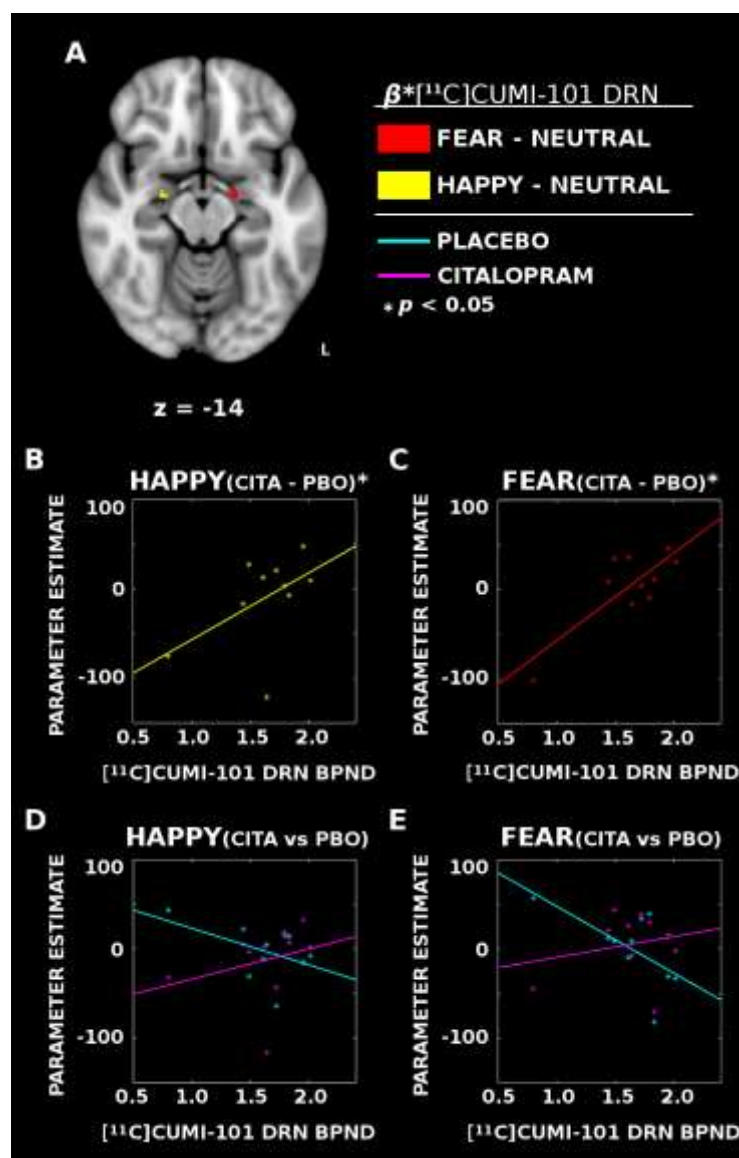 A
β*[¹¹C]CUMI-101 DRN
FEAR - NEUTRAL
HAPPY - NEUTRAL
PLACEBO
CITALOPRAM
* p < 0.05
L
z = -14
B
HAPPY(CITA - PBO)*
PARAMETER ESTIMATE
100
0
-100
0.5 1.0 1.5 2.0
[¹¹C]CUMI-101 DRN BPND
C
FEAR(CITA - PBO)*
PARAMETER ESTIMATE
100
0
-100
0.5 1.0 1.5 2.0
[¹¹C]CUMI-101 DRN BPND
D
HAPPY(CITA vs PBO)
PARAMETER ESTIMATE
100
0
-100
0.5 1.0 1.5 2.0
[¹¹C]CUMI-101 DRN BPND
E
FEAR(CITA vs PBO)
PARAMETER ESTIMATE
100
0
-100
0.5 1.0 1.5 2.0
[¹¹C]CUMI-101 DRN BPND